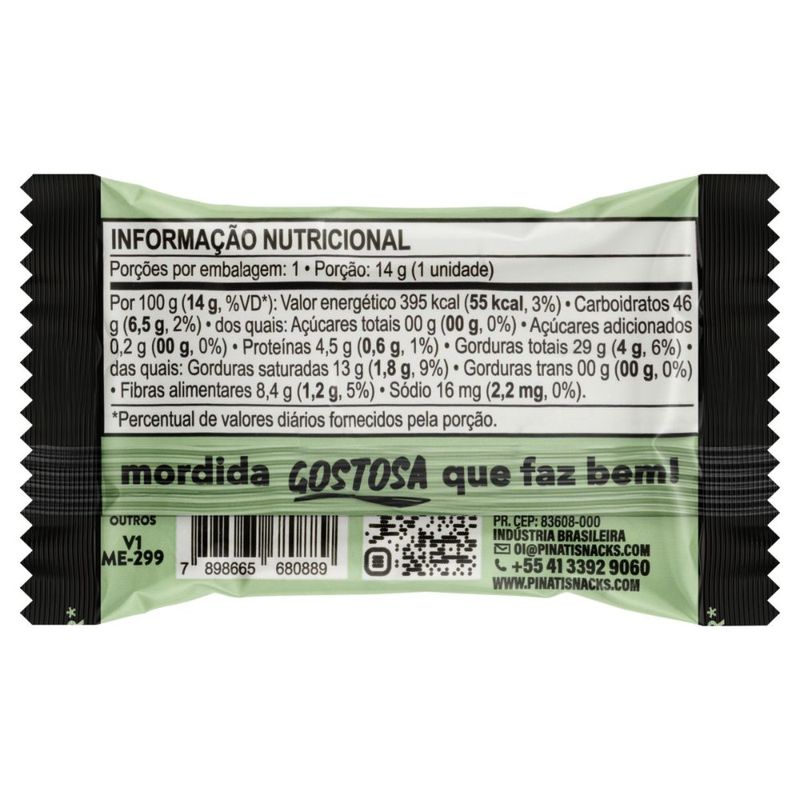 INFORMAÇÃO NUTRICIONAL
Porções por embalagem: 1 • Porção: 14 g (1 unidade)
Por 100 g (14 g, %VD*): Valor energético 395 kcal (55 kcal, 3%) • Carboidratos 46
g (6,5 g, 2%) • dos quais: Açúcares totais 00 g (00 g, 0%) • Açúcares adicionados
0,2 g (00 g, 0%) • Proteínas 4,5 g (0,6 g, 1%) • Gorduras totais 29 g (4 g, 6%) •
das quais: Gorduras saturadas 13 g (1,8 g, 9%) • Gorduras trans 00 g (00 g, 0%)
• Fibras alimentares 8,4 g (1,2 g, 5%) • Sódio 16 mg (2,2 mg, 0%).
*Percentual de valores diários fornecidos pela porção.
mordida GOSTOSA que faz bem!
OUTROS
V1
ME-299
7 898665 680889
PR. CEP: 83608-000
INDÚSTRIA BRASILEIRA
OI@PINATISNACKS.COM
+55 41 3392 9060
WWW.PINATISNACKS.COM